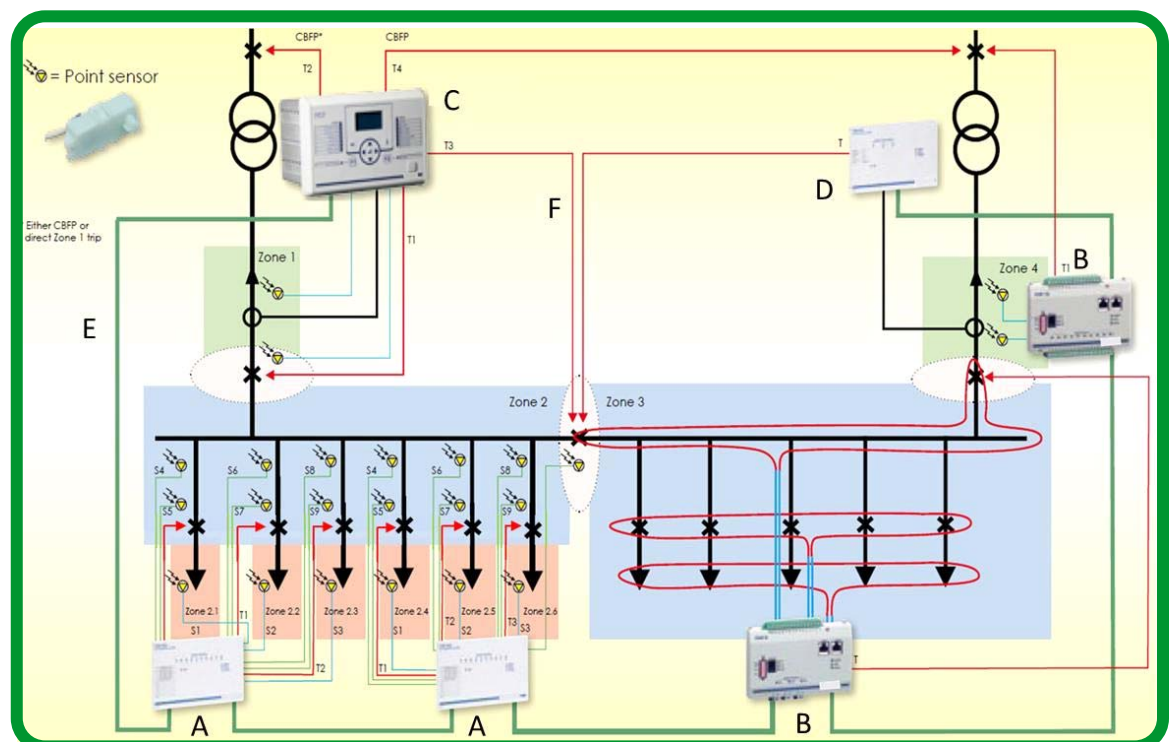 CBFP*
CBFP
T2
T4
= Point sensor
C
T3
T
D
F
*Either CBFP or
direct Zone 1 trip
T1
Zone 1
E
T1
B
Zone 4
Zone 2
Zone 3
S4
S6
S8
S4
S6
S8
S5
S7
S9
S5
S7
S9
Zone 2.1
Zone 2.2
Zone 2.3
Zone 2.4
Zone 2.5
Zone 2.6
S1
T1
S2
S3
S1
T2
S2
T3
S3
T2
T1
T
A
A
B